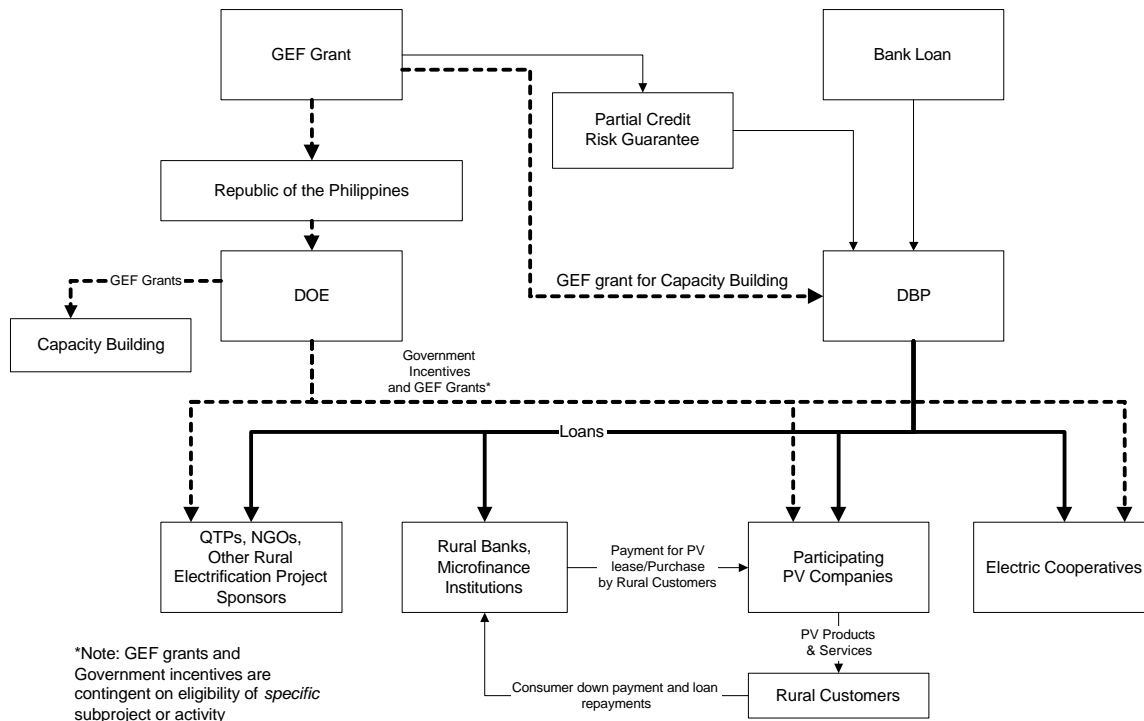 GEF Grant
Bank Loan
Partial Credit
Risk Guarantee
Republic of the Philippines
GEF Grants
DOE
GEF grant for Capacity Building
DBP
Capacity Building
Government
Incentives
and GEF Grants*
Loans
QTPs, NGOs,
Other Rural
Electrification Project
Sponsors
Rural Banks,
Microfinance
Institutions
Payment for PV
lease/Purchase
by Rural Customers
Participating
PV Companies
Electric Cooperatives
PV Products
& Services
*Note: GEF grants and
Government incentives are
contingent on eligibility of specific
subproject or activity
Consumer down payment and loan
repayments
Rural Customers